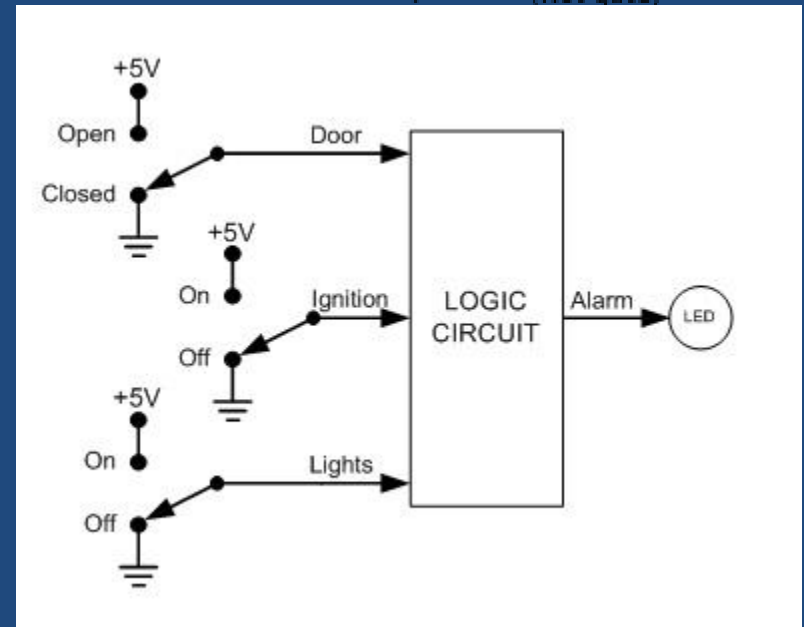 +5V
Open
Door
Closed
+5V
On
Ignition
LOGIC
CIRCUIT
Alarm
LED
Off
+5V
On
Lights
Off